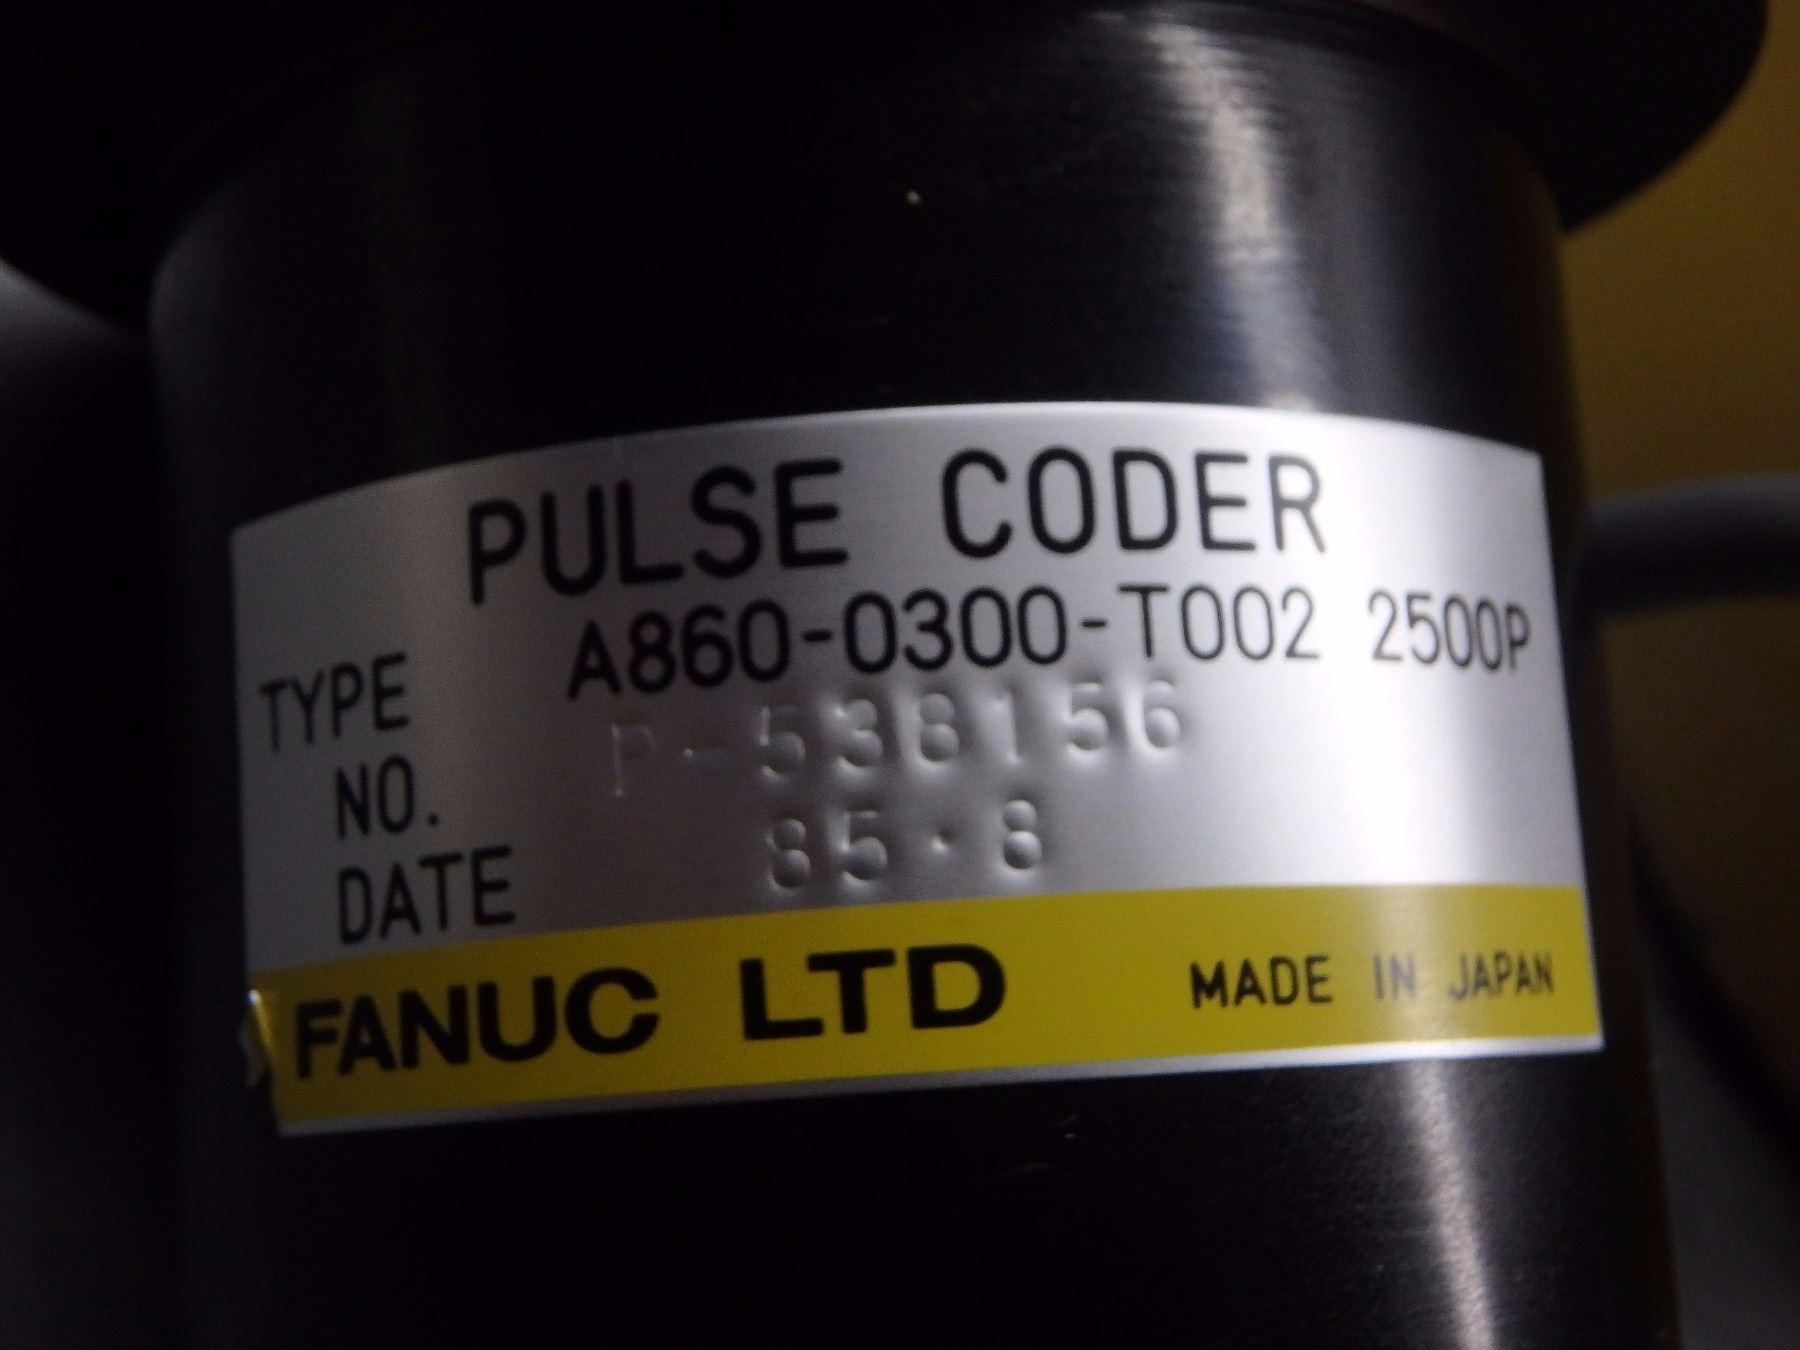 PULSE CODER
TYPE A860-0300-T002 2500P
NO. P-538156
DATE 85・8
FANUC LTD MADE IN JAPAN